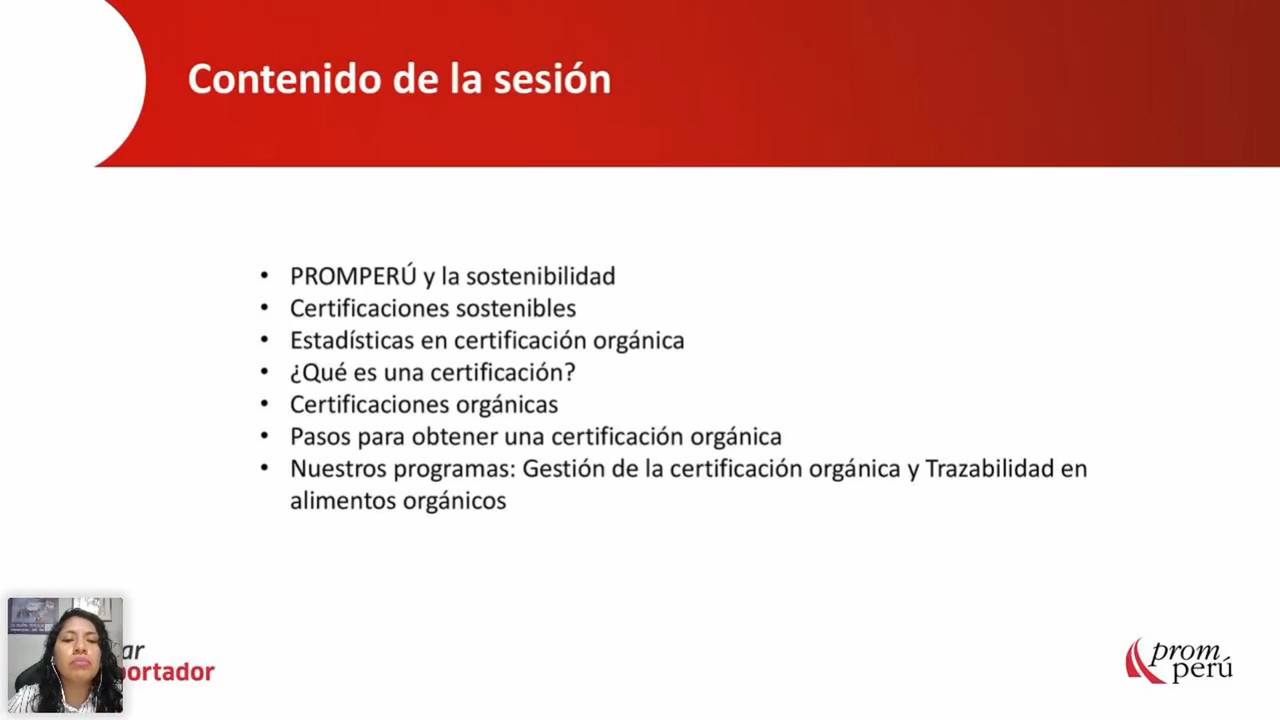 Contenido de la sesión
• PROMPERÚ y la sostenibilidad
• Certificaciones sostenibles
• Estadísticas en certificación orgánica
• ¿Qué es una certificación?
• Certificaciones orgánicas
• Pasos para obtener una certificación orgánica
• Nuestros programas: Gestión de la certificación orgánica y Trazabilidad en
alimentos orgánicos
ar
portador
prom
perú